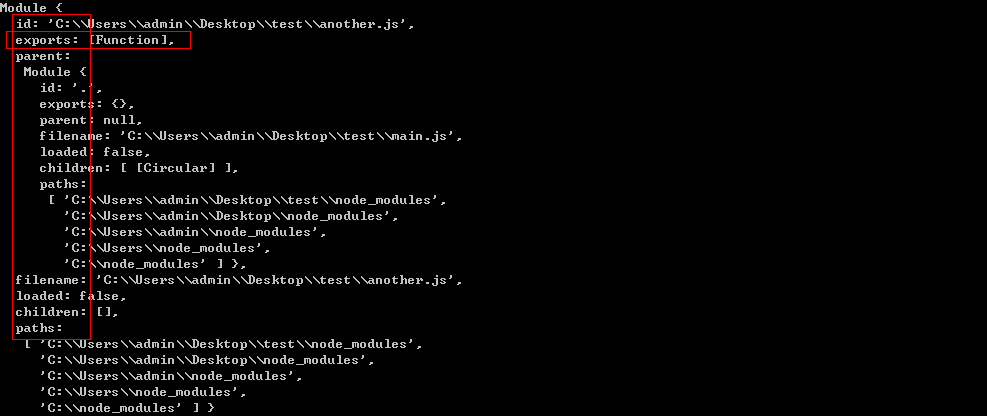 Module {
  id: 'C:\\Users\\admin\\Desktop\\test\\another.js',
  exports: [Function],
  parent:
   Module {
     id: '.',
     exports: {},
     parent: null,
     filename: 'C:\\Users\\admin\\Desktop\\test\\main.js',
     loaded: false,
     children: [ [Circular] ],
     paths:
      [ 'C:\\Users\\admin\\Desktop\\test\\node_modules',
        'C:\\Users\\admin\\Desktop\\node_modules',
        'C:\\Users\\admin\\node_modules',
        'C:\\Users\\node_modules',
        'C:\\node_modules' ] },
  filename: 'C:\\Users\\admin\\Desktop\\test\\another.js',
  loaded: false,
  children: [],
  paths:
   [ 'C:\\Users\\admin\\Desktop\\test\\node_modules',
     'C:\\Users\\admin\\Desktop\\node_modules',
     'C:\\Users\\admin\\node_modules',
     'C:\\Users\\node_modules',
     'C:\\node_modules' ] }